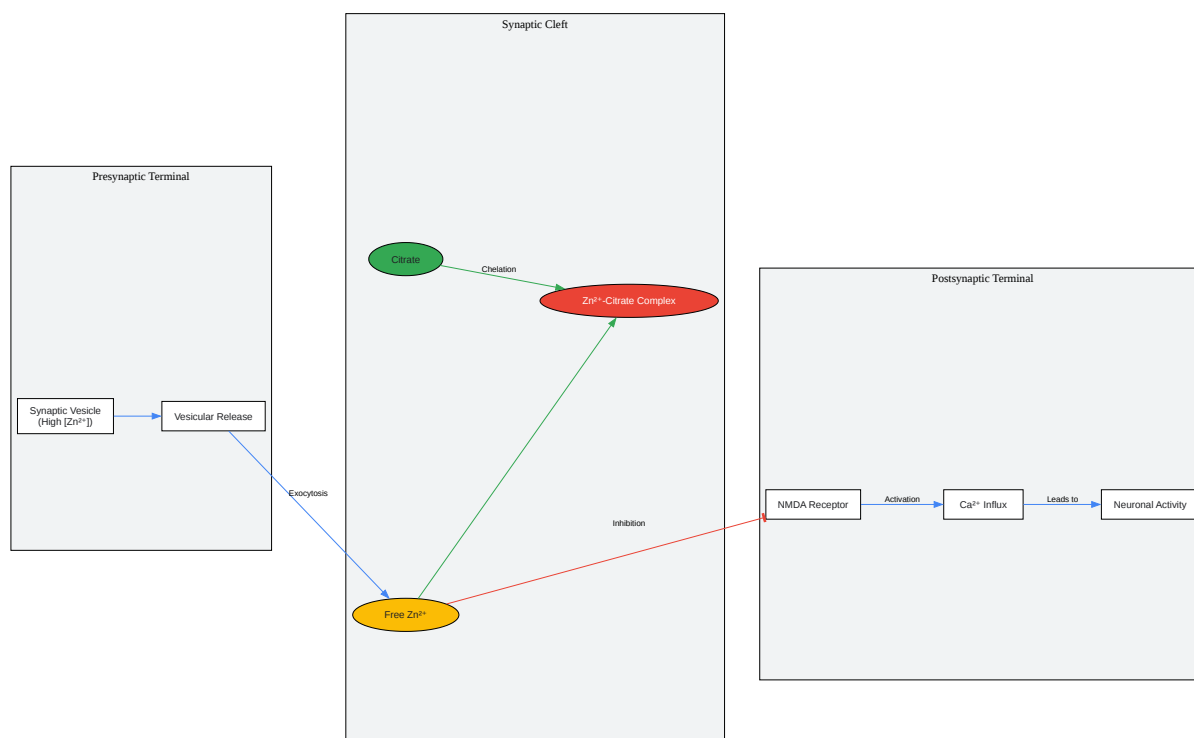 Synaptic Cleft
Presynaptic Terminal
Citrate
Chelation
Zn²⁺-Citrate Complex
Postsynaptic Terminal
Synaptic Vesicle
(High [Zn²⁺])
Vesicular Release
Exocytosis
NMDA Receptor
Activation
Ca²⁺ Influx
Leads to
Neuronal Activity
Inhibition
Free Zn²⁺